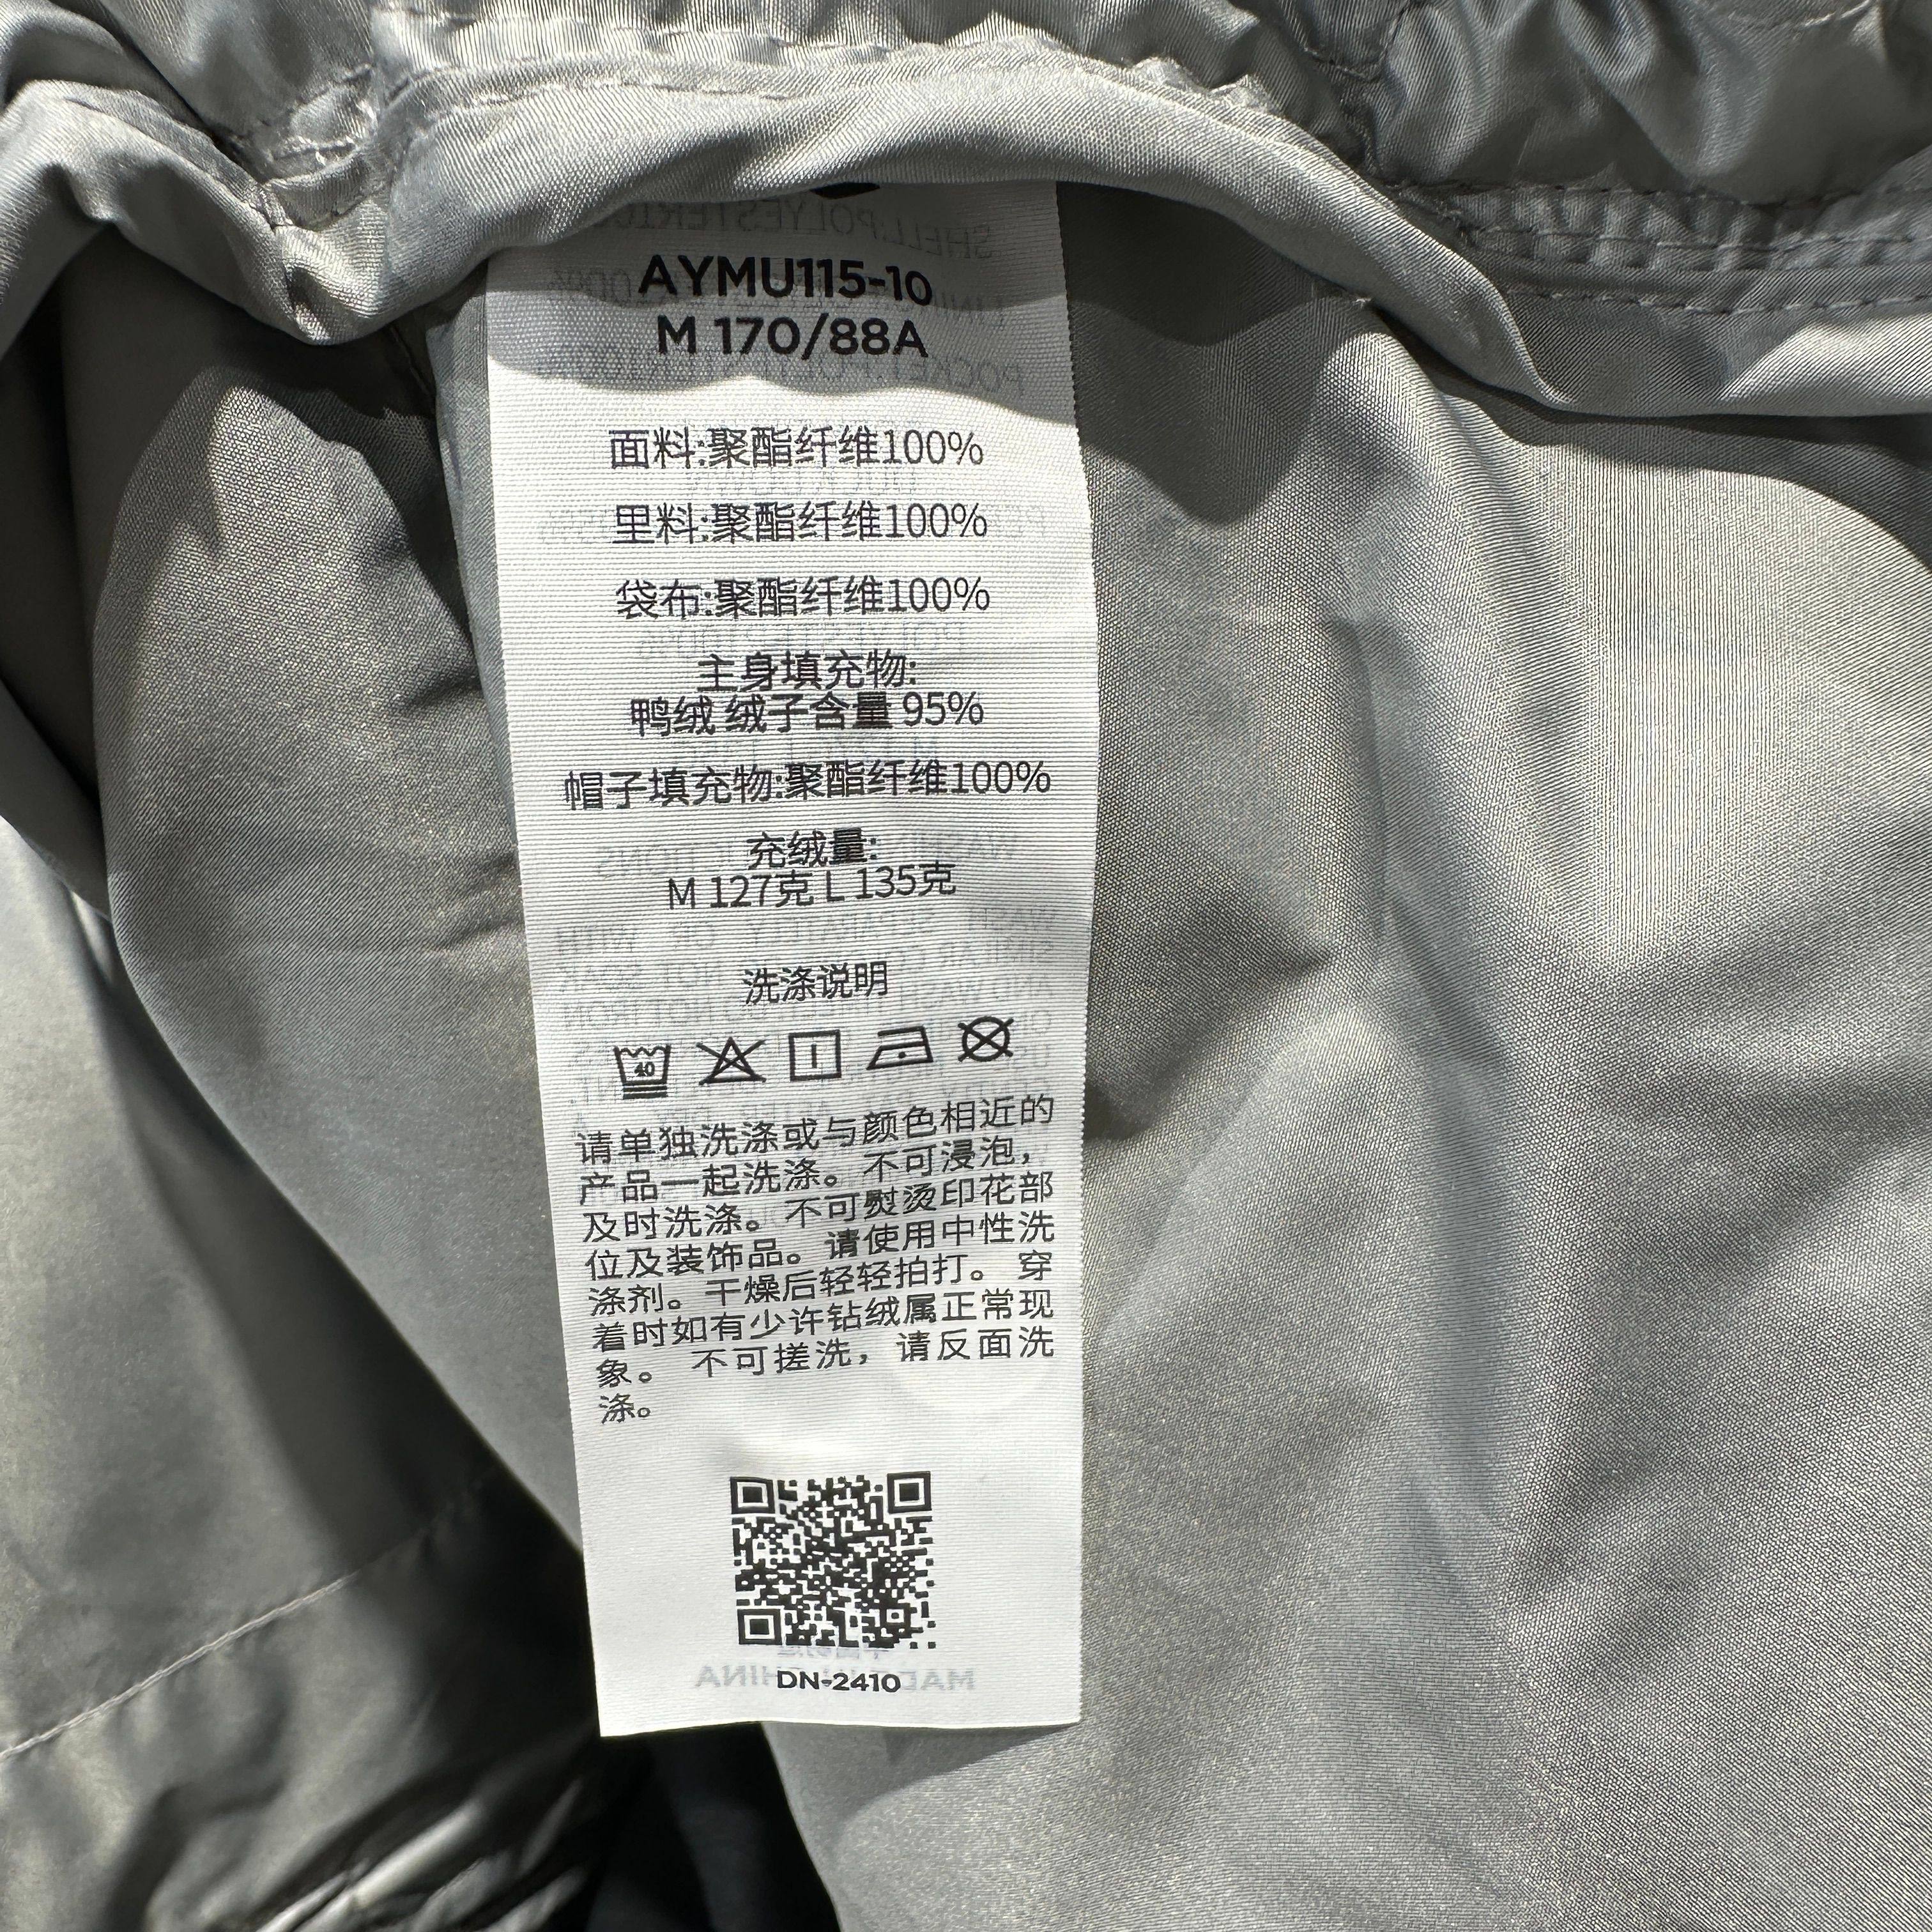 AYMU115-10
M 170/88A
面料:聚酯纤维100%
里料:聚酯纤维100%
袋布:聚酯纤维100%
主身填充物:
鸭绒 绒子含量 95%
帽子填充物:聚酯纤维100%
充绒量:
M 127克 L 135克
洗涤说明
40
请单独洗涤或与颜色相近的
产品一起洗涤。不可浸泡，
及时洗涤。不可熨烫印花部
位及装饰品。请使用中性洗
涤剂。干燥后轻轻拍打。 穿
着时如有少许钻绒属正常现
象。 不可搓洗，请反面洗
涤。
DN-2410